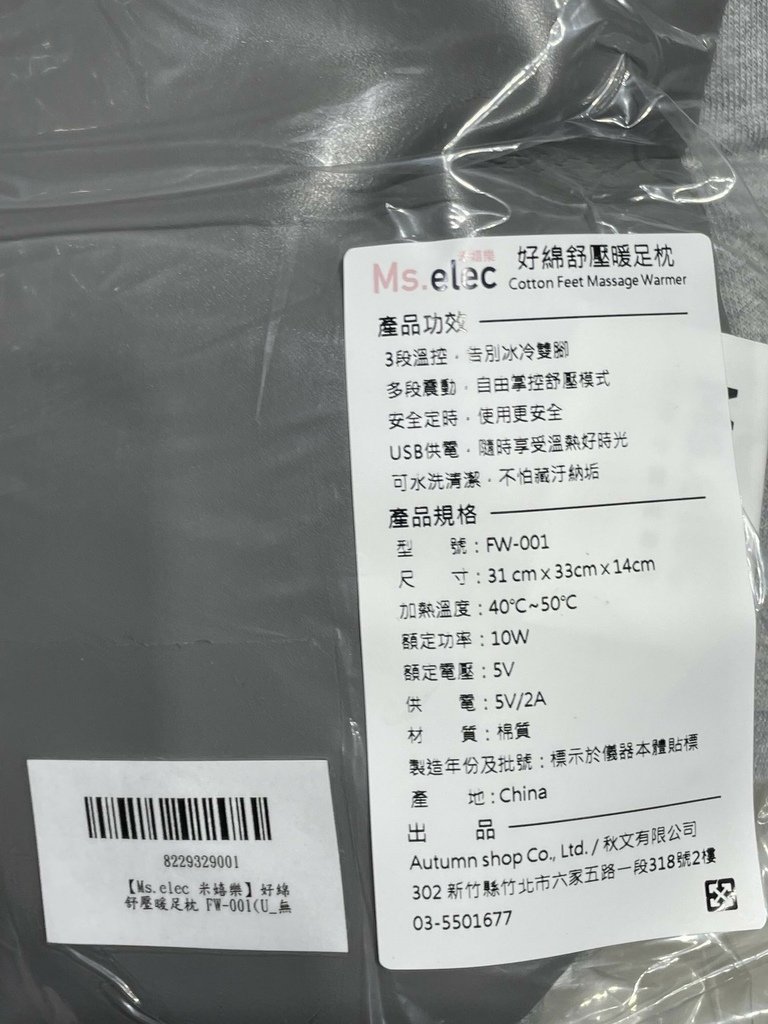 米嬉樂
Ms.elec 好綿舒壓暖足枕
Cotton Feet Massage Warmer
產品功效
3段溫控，告別冰冷雙腳
多段震動，自由掌控舒壓模式
安全定時，使用更安全
USB供電，隨時享受溫熱好時光
可水洗清潔，不怕藏汙納垢
產品規格
型 號：FW-001
尺 寸：31 cm x 33cm x 14cm
加熱溫度：40℃~50℃
額定功率：10W
額定電壓：5V
供 電：5V/2A
材 質：棉質
製造年份及批號：標示於儀器本體貼標
產 地：China
出 品
Autumn shop Co., Ltd. / 秋文有限公司
302 新竹縣竹北市六家五路一段318號2樓
03-5501677
8229329001
【Ms.elec 米嬉樂】好綿
舒壓暖足枕 FW-001(U_無